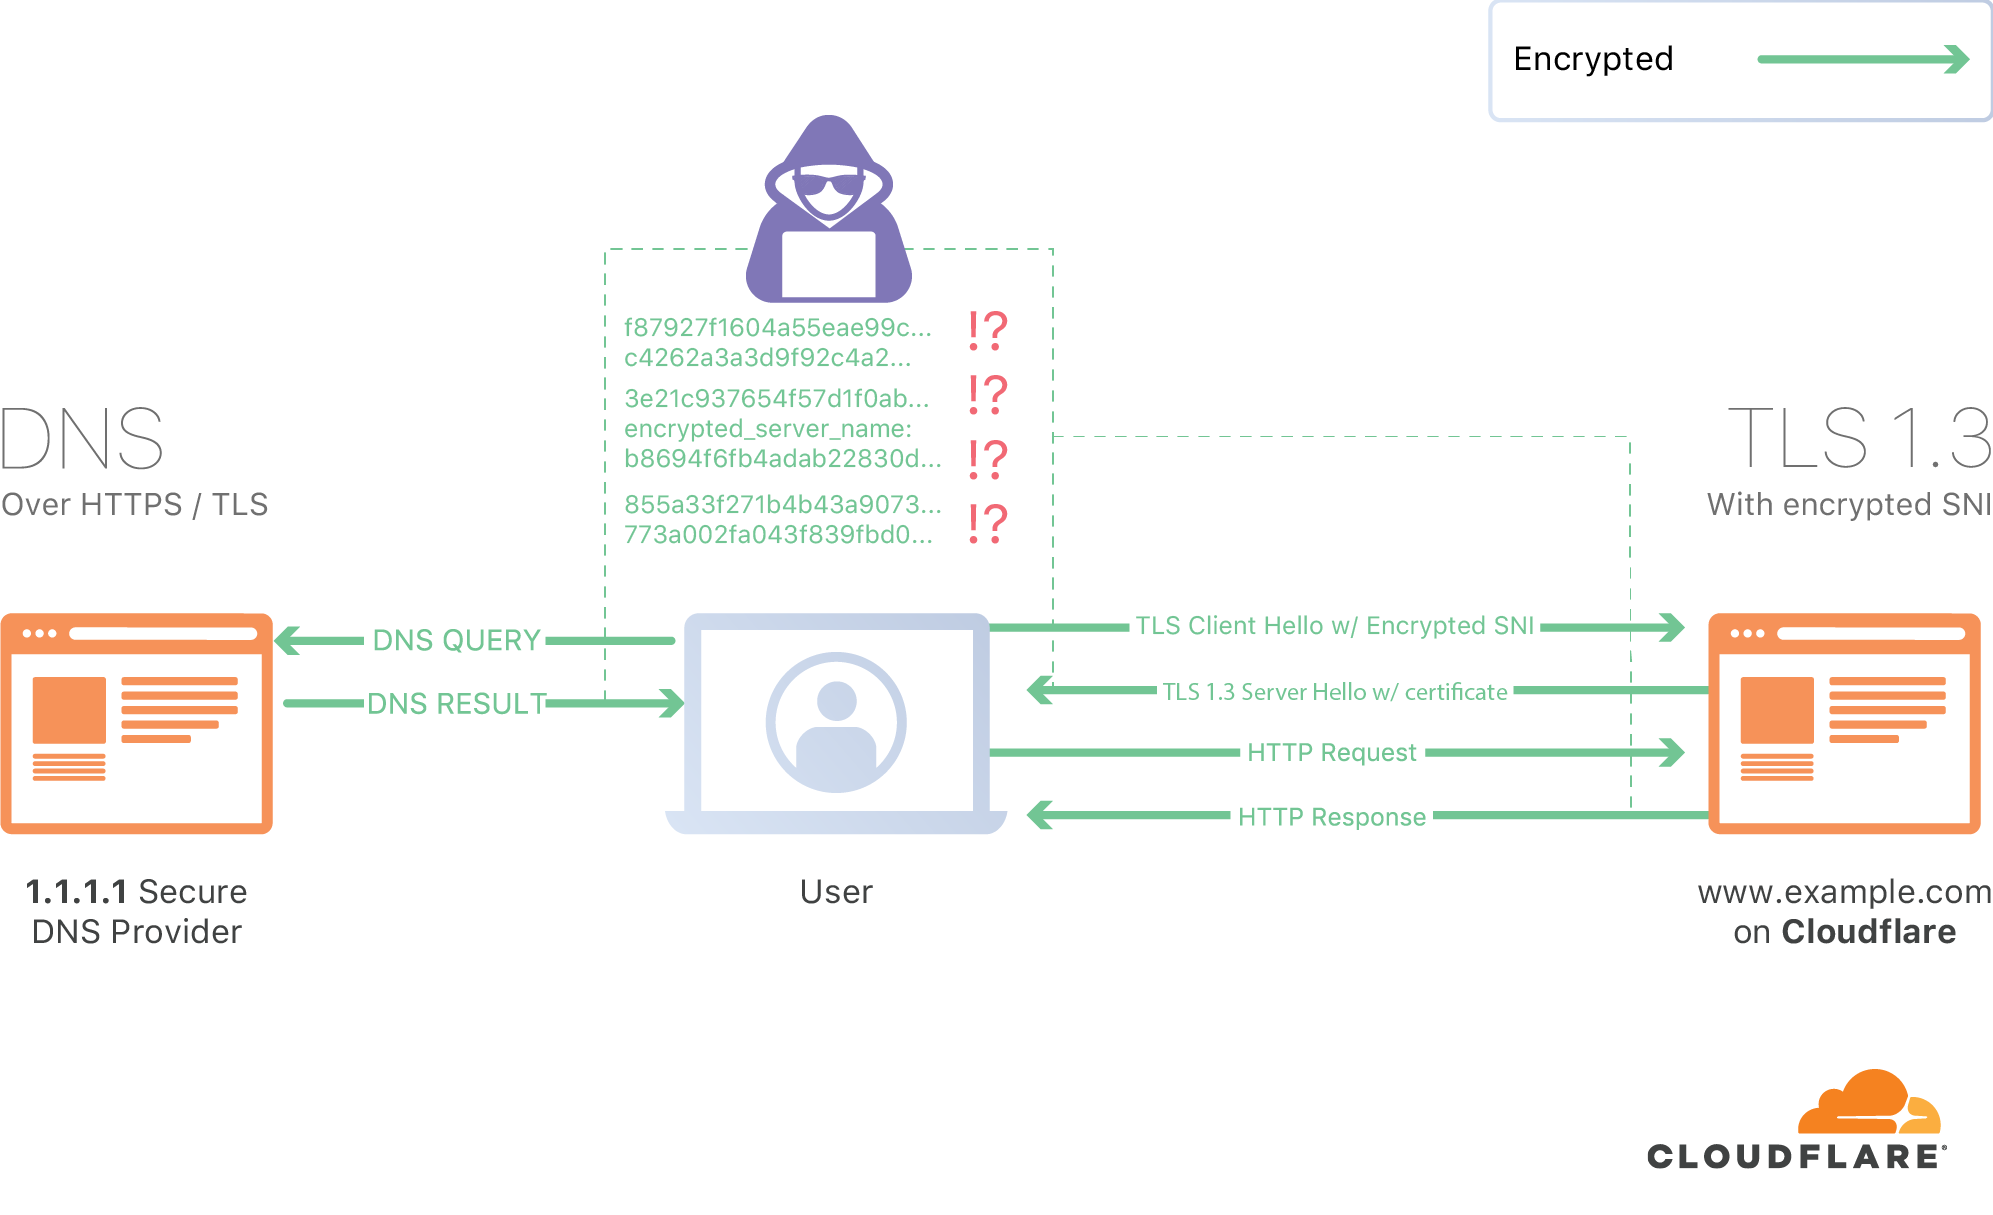 Encrypted
f87927f1604a55eae99c...
!?
c4262a3a3d9f92c4a2...
3e21c937654f57d1f0ab...
!?
encrypted_server_name:
b8694f6fb4adab22830d...
!?
855a33f271b4b43a9073...
!?
773a002fa043f839fbd0...
DNS
Over HTTPS / TLS
TLS 1.3
With encrypted SNI
DNS QUERY
DNS RESULT
TLS Client Hello w/ Encrypted SNI
TLS 1.3 Server Hello w/ certificate
HTTP Request
HTTP Response
1.1.1.1 Secure
DNS Provider
User
www.example.com
on Cloudflare
CLOUDFLARE®